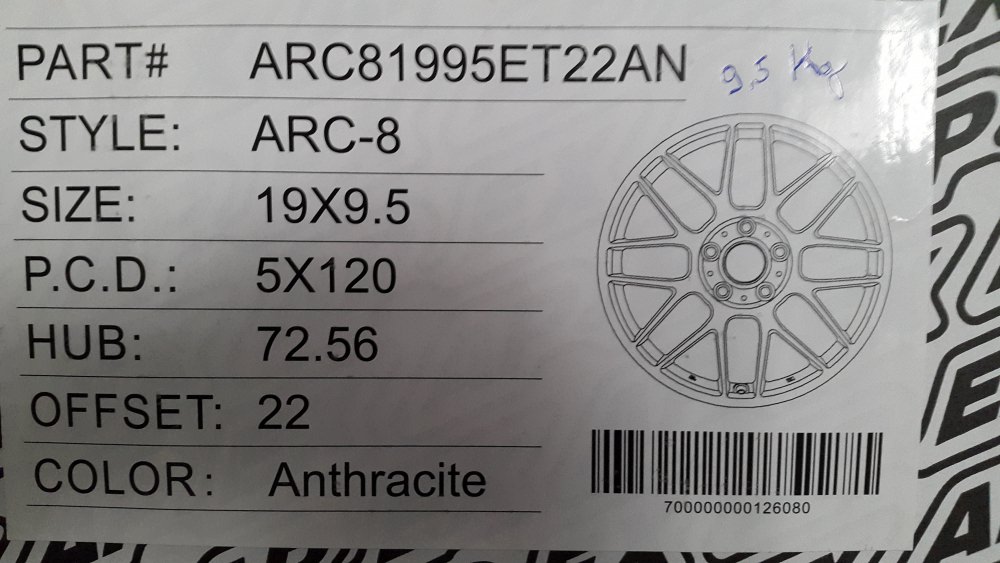 PART# ARC81995ET22AN 9,5 Kg
STYLE: ARC-8
SIZE: 19X9.5
P.C.D.: 5X120
HUB: 72.56
OFFSET: 22
COLOR: Anthracite
700000000126080